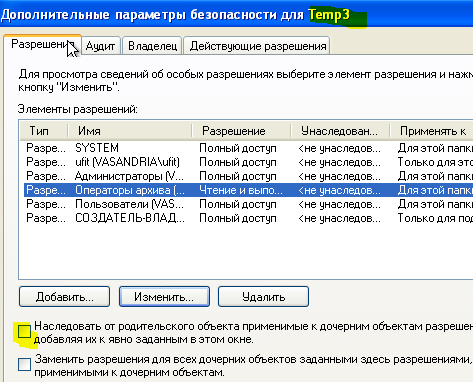 Дополнительные параметры безопасности для Temp3
Разрешения Аудит Владелец Действующие разрешения
Для просмотра сведений об особых разрешениях выберите элемент разрешения и нажм
кнопку "Изменить".
Элементы разрешений:
Тип Имя Разрешение Унаследован... Применять к
Разре... SYSTEM Полный доступ <не унаследов... Для этой папк
Разре... ufit (VASANDRIA\ufit) Полный доступ <не унаследов... Только для это
Разре... Администраторы (V... Полный доступ <не унаследов... Для этой папк
Разре... Операторы архива (... Чтение и выпо... <не унаследов... Для этой папк
Разре... Пользователи (VAS... Полный доступ <не унаследов... Для этой папк
Разре... СОЗДАТЕЛЬ-ВЛАД... Полный доступ <не унаследов... Только для под
Добавить... Изменить... Удалить
Наследовать от родительского объекта применимые к дочерним объектам разрешен
добавляя их к явно заданным в этом окне.
Заменить разрешения для всех дочерних объектов заданными здесь разрешениями,
применимыми к дочерним объектам.